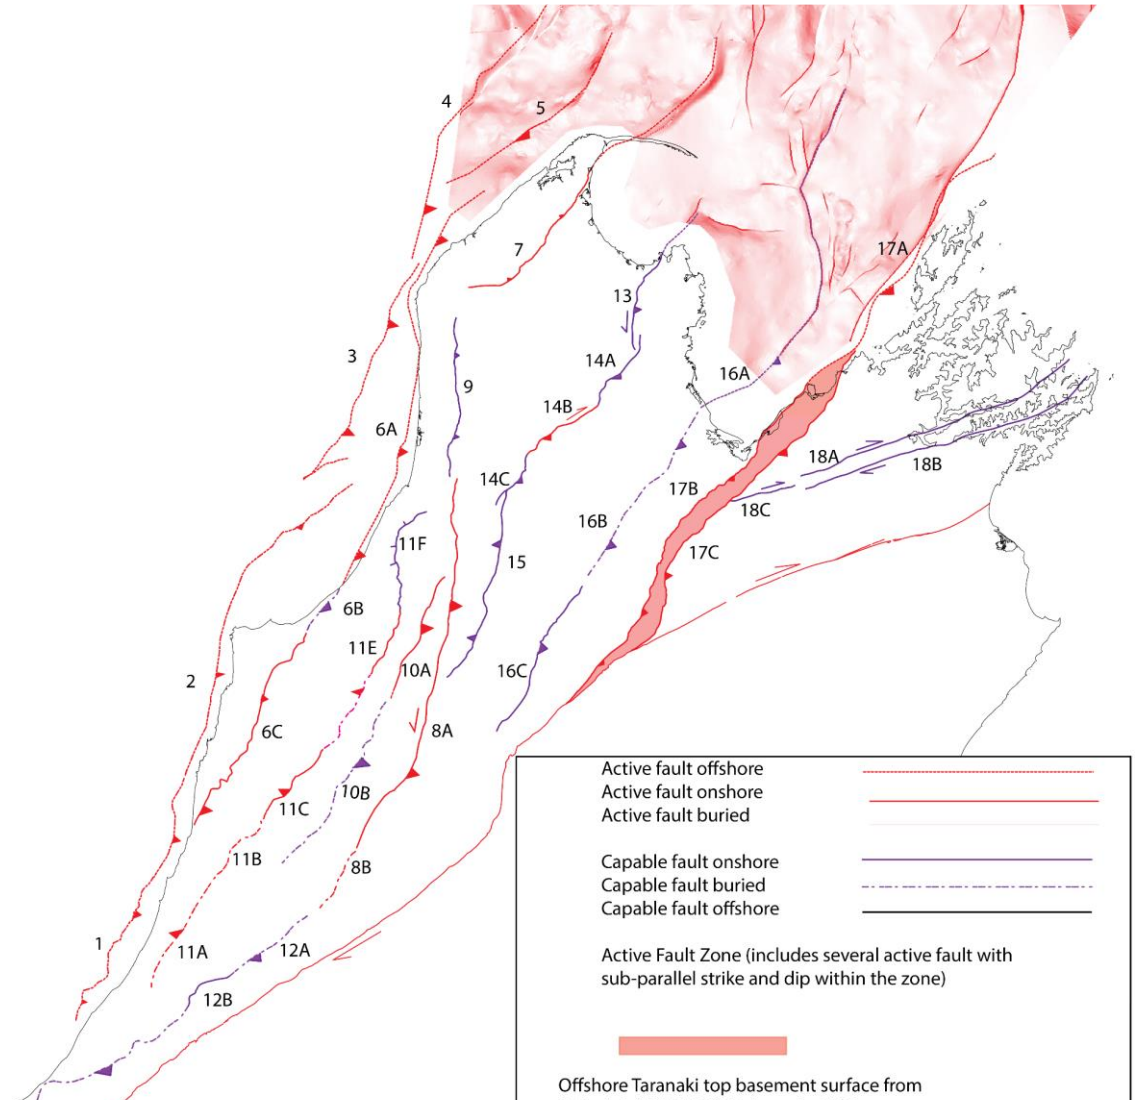 4
5
7
17A
13
3
14A
16A
9
14B
6A
18A
18B
14C
17B
18C
16B
11F
17C
15
6B
11E
10A
16C
2
6C
8A
10B
11C
11B
8B
1
11A
12A
12B
Active fault offshore
Active fault onshore
Active fault buried
Capable fault onshore
Capable fault buried
Capable fault offshore
Active Fault Zone (includes several active fault with
sub-parallel strike and dip within the zone)
Offshore Taranaki top basement surface from